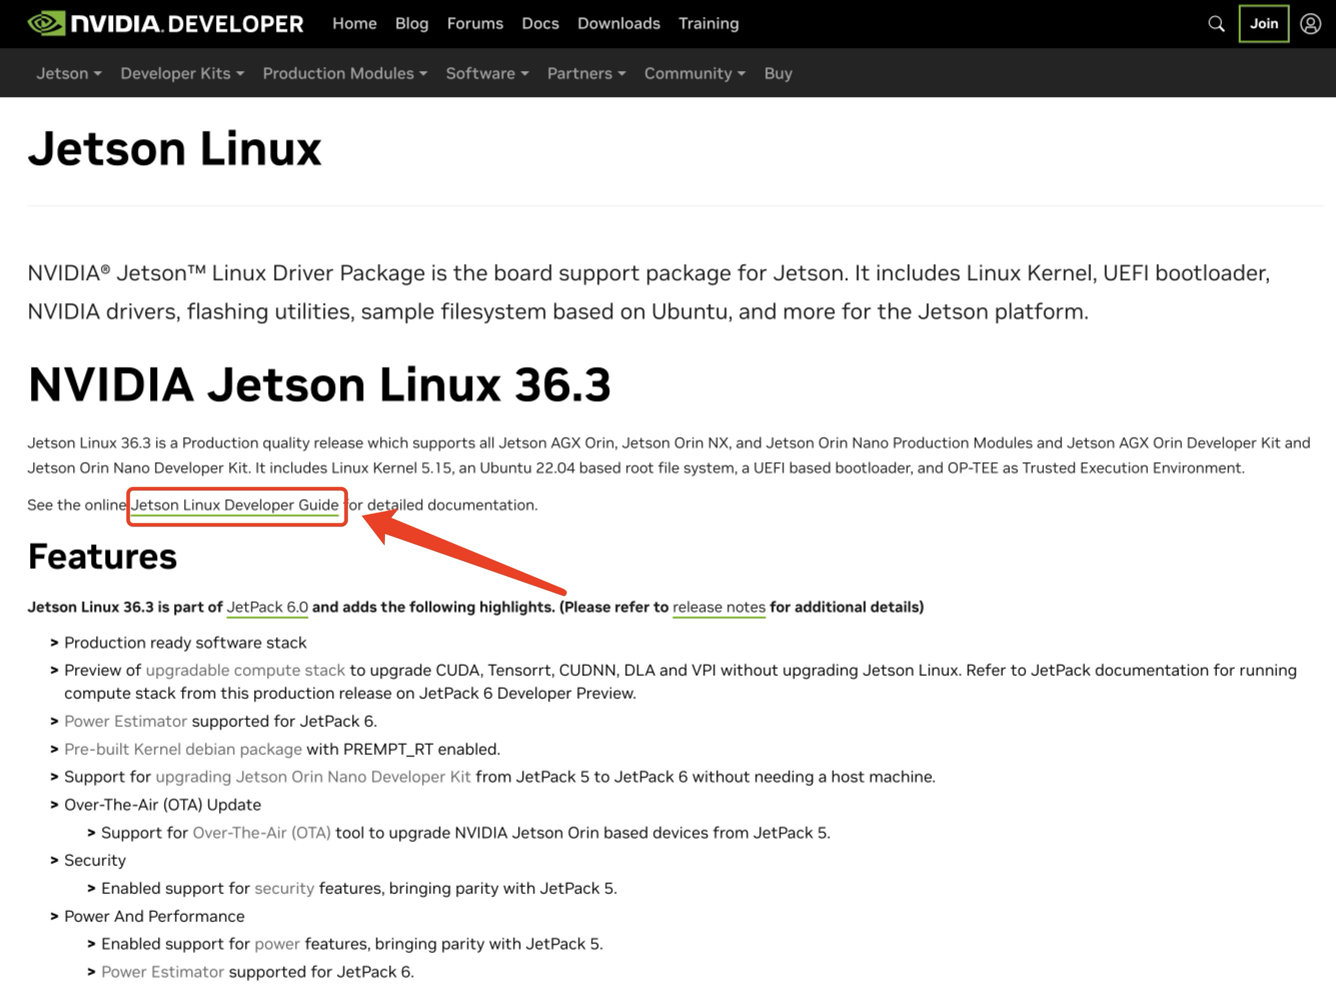 NVIDIA. DEVELOPER Home Blog Forums Docs Downloads Training Join
Jetson Developer Kits Production Modules Software Partners Community Buy
Jetson Linux
NVIDIA® Jetson™ Linux Driver Package is the board support package for Jetson. It includes Linux Kernel, UEFI bootloader,
NVIDIA drivers, flashing utilities, sample filesystem based on Ubuntu, and more for the Jetson platform.
NVIDIA Jetson Linux 36.3
Jetson Linux 36.3 is a Production quality release which supports all Jetson AGX Orin, Jetson Orin NX, and Jetson Orin Nano Production Modules and Jetson AGX Orin Developer Kit and
Jetson Orin Nano Developer Kit. It includes Linux Kernel 5.15, an Ubuntu 22.04 based root file system, a UEFI based bootloader, and OP-TEE as Trusted Execution Environment.
See the online Jetson Linux Developer Guide for detailed documentation.
Features
Jetson Linux 36.3 is part of JetPack 6.0 and adds the following highlights. (Please refer to release notes for additional details)
> Production ready software stack
> Preview of upgradable compute stack to upgrade CUDA, Tensorrt, CUDNN, DLA and VPI without upgrading Jetson Linux. Refer to JetPack documentation for running
compute stack from this production release on JetPack 6 Developer Preview.
> Power Estimator supported for JetPack 6.
> Pre-built Kernel debian package with PREMPT_RT enabled.
> Support for upgrading Jetson Orin Nano Developer Kit from JetPack 5 to JetPack 6 without needing a host machine.
> Over-The-Air (OTA) Update
> Support for Over-The-Air (OTA) tool to upgrade NVIDIA Jetson Orin based devices from JetPack 5.
> Security
> Enabled support for security features, bringing parity with JetPack 5.
> Power And Performance
> Enabled support for power features, bringing parity with JetPack 5.
> Power Estimator supported for JetPack 6.